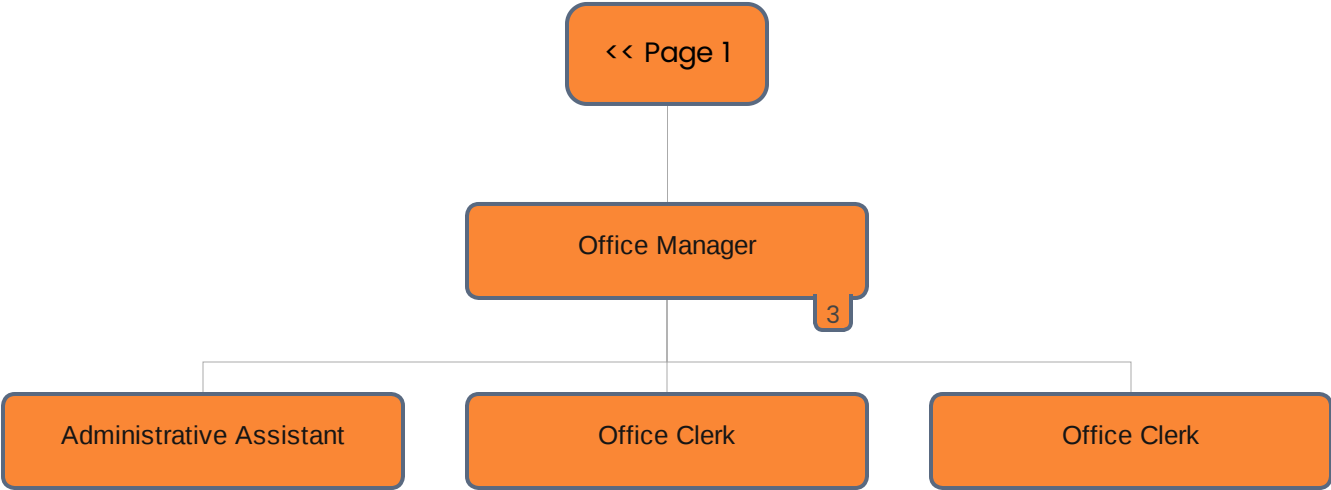 << Page 1
Office Manager
3
Administrative Assistant
Office Clerk
Office Clerk